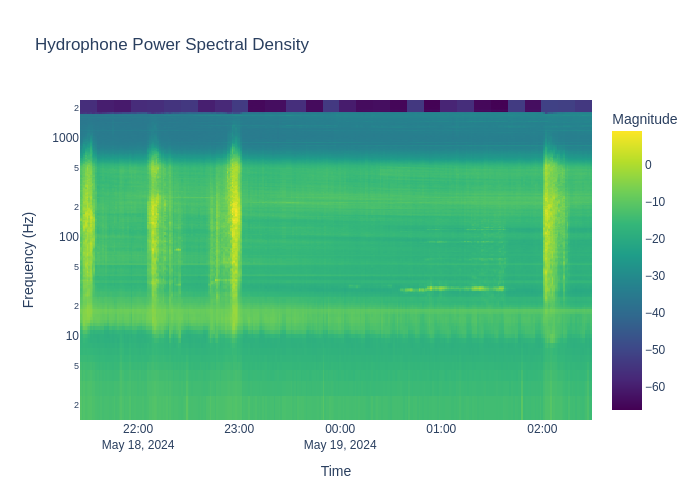 Hydrophone Power Spectral Density
Magnitude
0
−10
−20
−30
−40
−50
−60
Frequency (Hz)
2
1000
5
2
100
5
2
10
5
2
22:00 23:00 00:00 01:00 02:00
May 18, 2024 May 19, 2024
Time